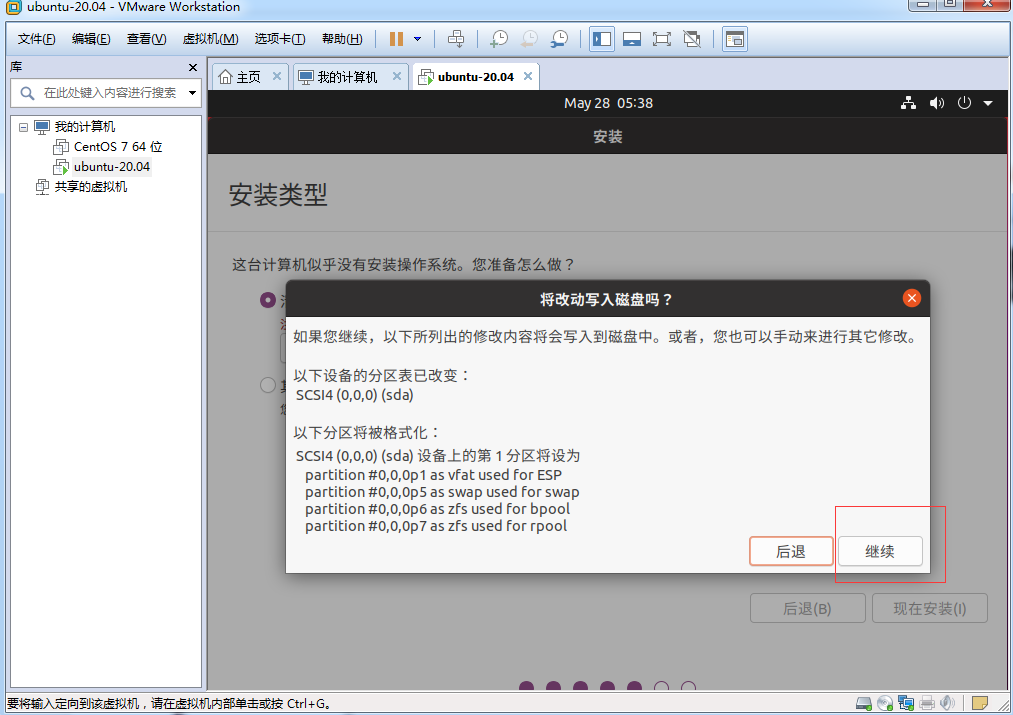 ubuntu-20.04 - VMware Workstation
文件(F) 编辑(E) 查看(V) 虚拟机(M) 选项卡(T) 帮助(H)
库
主页 我的计算机 ubuntu-20.04
在此处键入内容进行搜索
我的计算机
CentOS 7 64 位
ubuntu-20.04
共享的虚拟机
May 28 05:38
安装
安装类型
这台计算机似乎没有安装操作系统。您准备怎么做？
将改动写入磁盘吗？
如果您继续，以下所列出的修改内容将会写入到磁盘中。或者，您也可以手动来进行其它修改。
以下设备的分区表已改变：
SCSI4 (0,0,0) (sda)
以下分区将被格式化：
SCSI4 (0,0,0) (sda) 设备上的第 1 分区将设为
partition #0,0,0p1 as vfat used for ESP
partition #0,0,0p5 as swap used for swap
partition #0,0,0p6 as zfs used for bpool
partition #0,0,0p7 as zfs used for rpool
后退 继续
后退(B) 现在安装(I)
要将输入定向到该虚拟机，请在虚拟机内部单击或按 Ctrl+G。